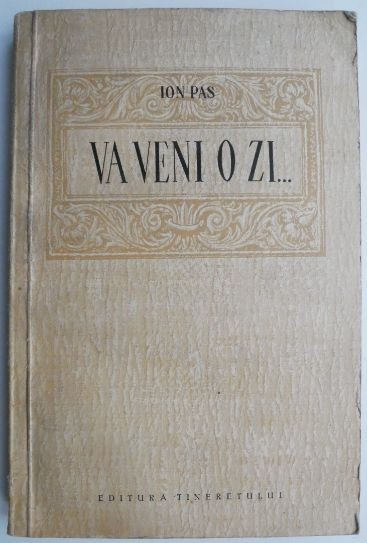 ION PAS
VA VENI O ZI...
EDITURA TINERETULUI